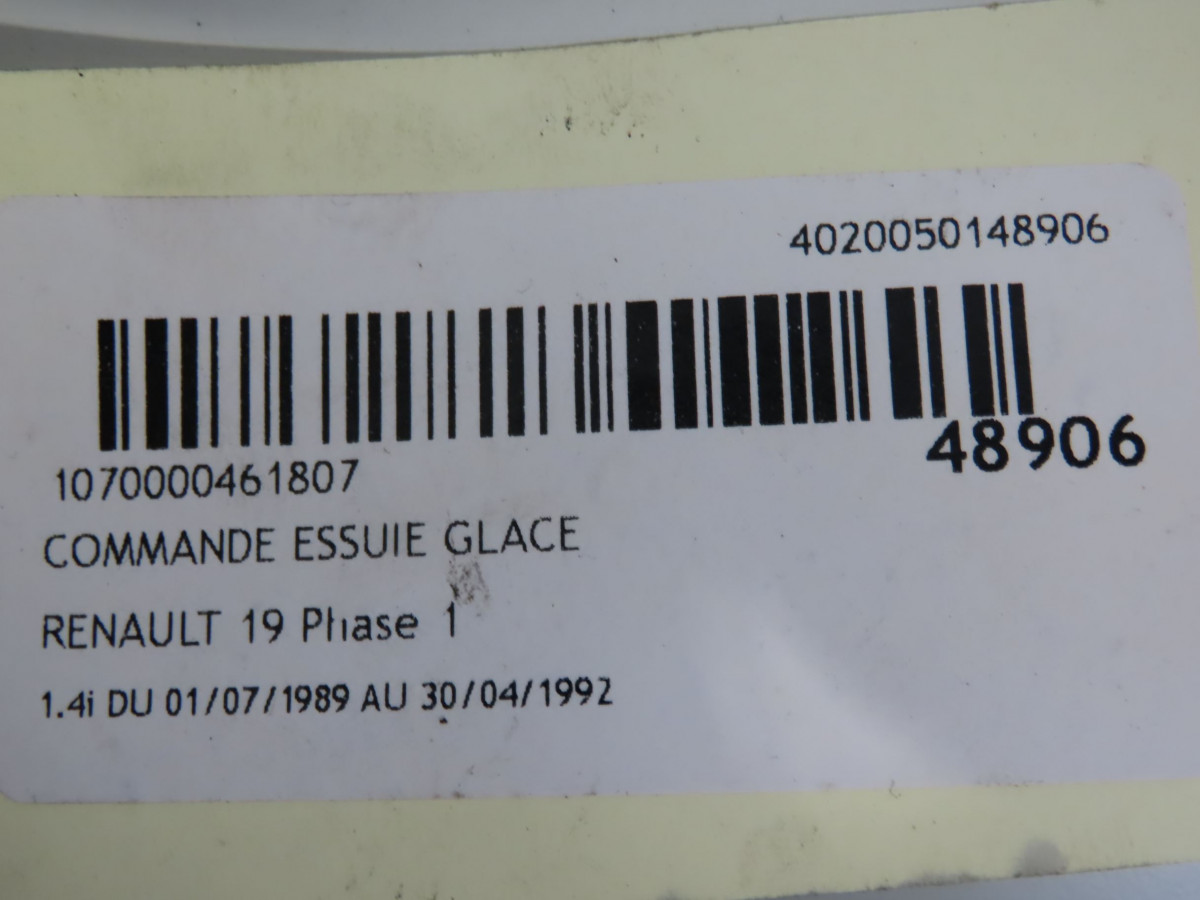 4020050148906
48906
1070000461807
COMMANDE ESSUIE GLACE
RENAULT 19 Phase 1
1.4i DU 01/07/1989 AU 30/04/1992